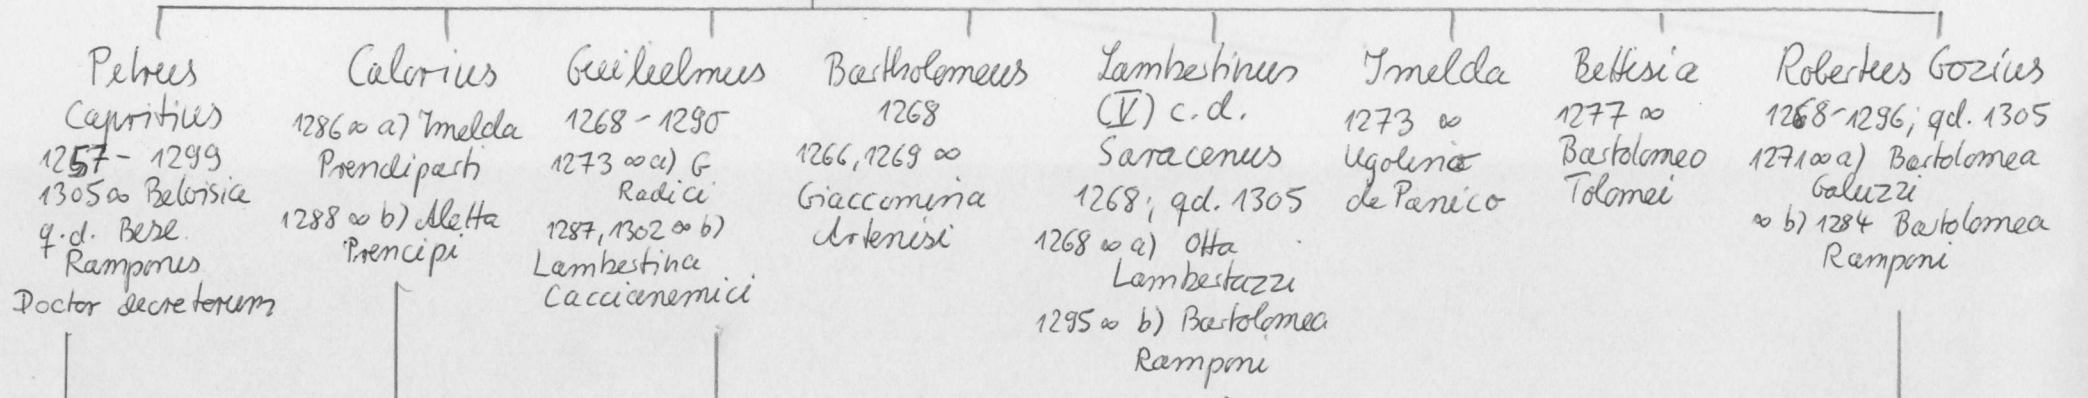 Petrus
Capritius
1257 - 1299
1305 ∞ Beloisia
q.d. Bese
Ramponis
Doctor decretorum
Calorius
1286 ∞ a) Imelda
Prendiparti
1288 ∞ b) Aletta
Prencipi
Guilielmus
1268 - 1290
1273 ∞ a) G
Radici
1287, 1302 ∞ b)
Lambertina
Caccianemici
Bartholomeus
1268
1266, 1269 ∞
Giaccomina
Artenisi
Lambertinus
(V) c.d.
Saracenus
1268; qd. 1305
1268 ∞ a) Otta
Lambertazzi
1295 ∞ b) Bartolomea
Ramponi
Imelda
1273 ∞
Ugolino
de Panico
Bettisia
1277 ∞
Bartolomeo
Tolomei
Robertus Gozius
1268-1296; qd. 1305
1271 ∞ a) Bartolomea
Galuzzi
∞ b) 1284 Bartolomea
Ramponi